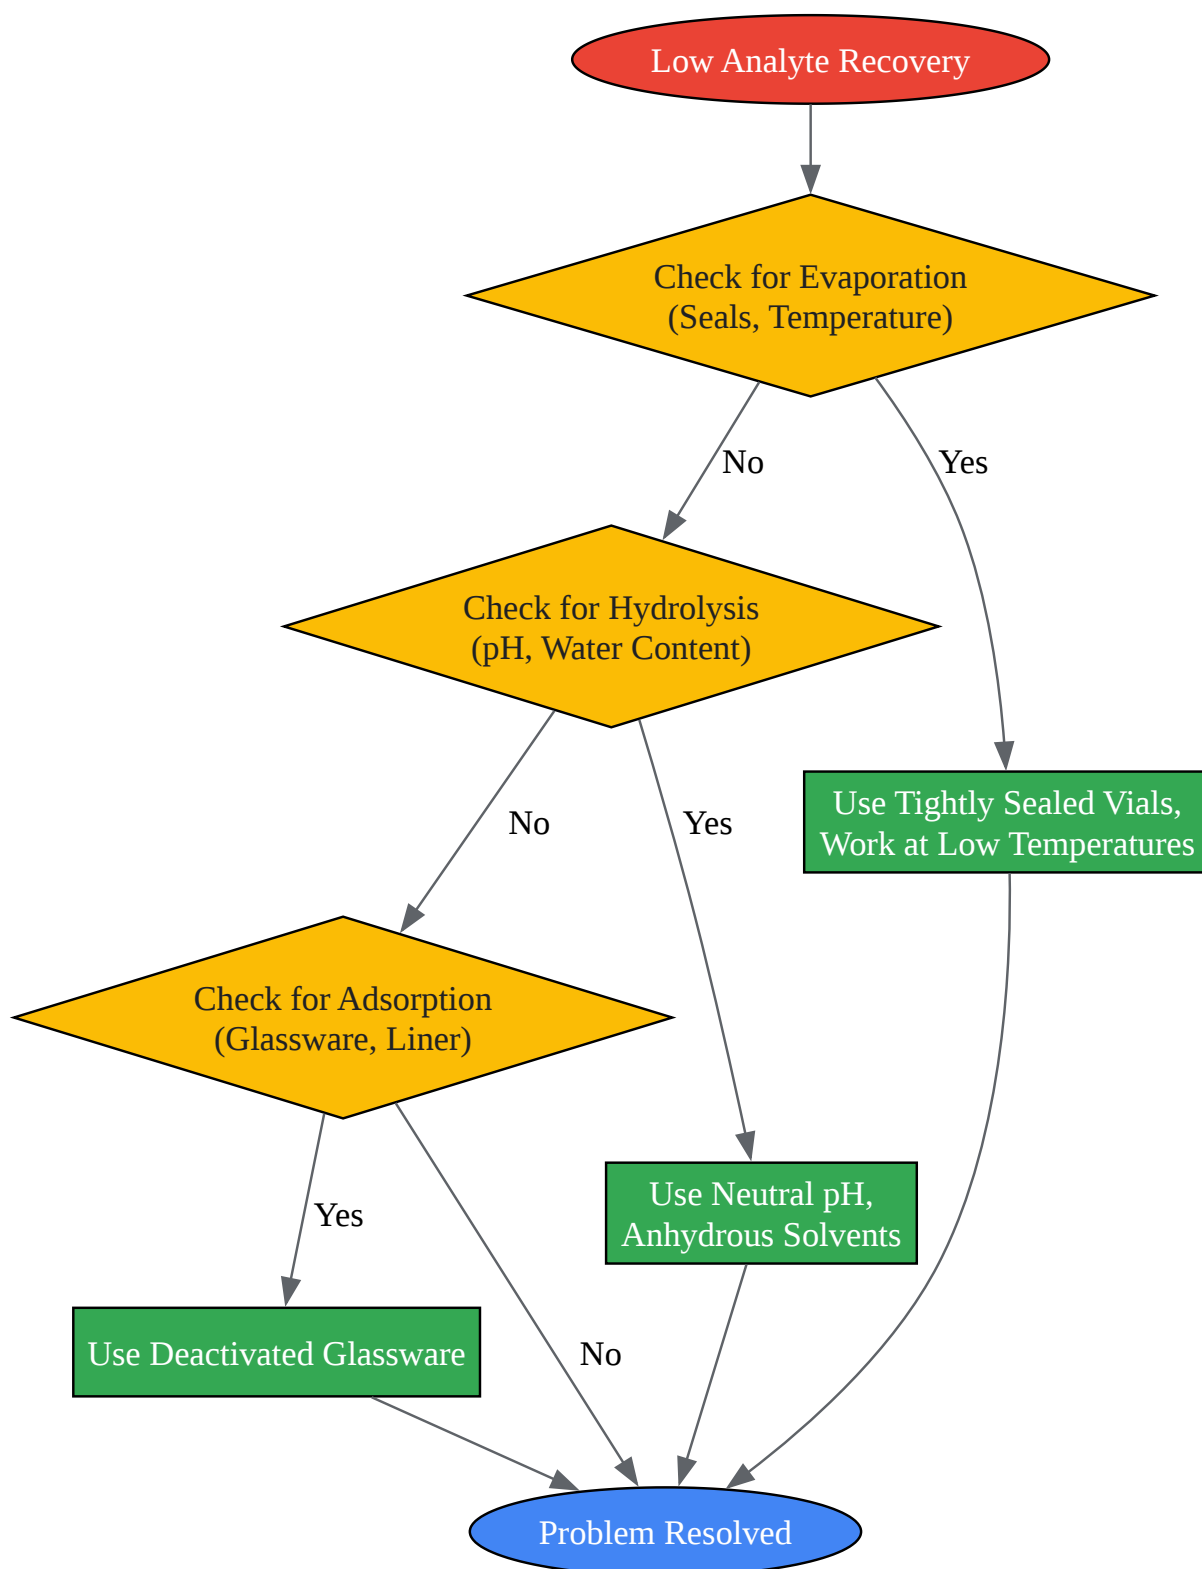 Low Analyte Recovery
Check for Evaporation
(Seals, Temperature)
No
Yes
Check for Hydrolysis
(pH, Water Content)
No
Yes
Use Tightly Sealed Vials,
Work at Low Temperatures
Check for Adsorption
(Glassware, Liner)
Yes
Use Neutral pH,
Anhydrous Solvents
Use Deactivated Glassware
No
Problem Resolved